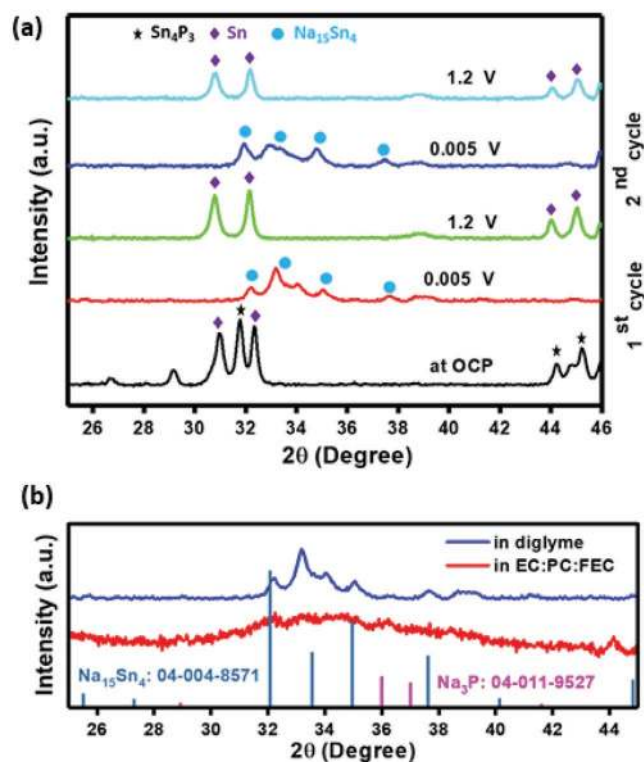 (a)
★ Sn₄P₃ ♦ Sn ● Na₁₅Sn₄
1.2 V
0.005 V
1.2 V
0.005 V
at OCP
2nd cycle
1st
Intensity (a.u.)
26 28 30 32 34 36 38 40 42 44 46
2θ (Degree)
(b)
in diglyme
in EC:PC:FEC
Na₁₅Sn₄: 04-004-8571
Na₃P: 04-011-9527
Intensity (a.u.)
26 28 30 32 34 36 38 40 42 44
2θ (Degree)